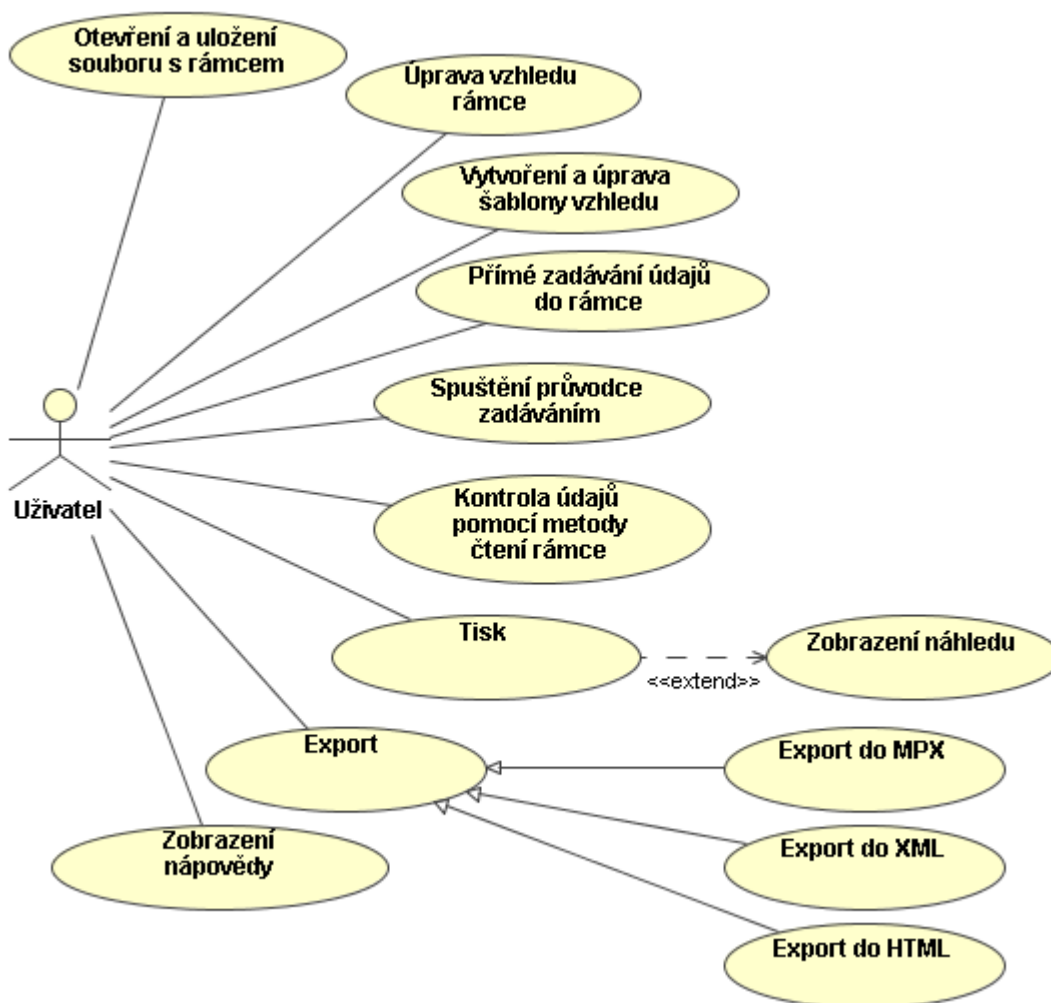 Otevření a uložení
souboru s rámcem
Úprava vzhledu
rámce
Vytvoření a úprava
šablony vzhledu
Přímé zadávání údajů
do rámce
Spuštění průvodce
zadáváním
Uživatel
Kontrola údajů
pomocí metody
čtení rámce
Tisk
Zobrazení náhledu
<<extend>>
Export
Export do MPX
Zobrazení
nápovědy
Export do XML
Export do HTML